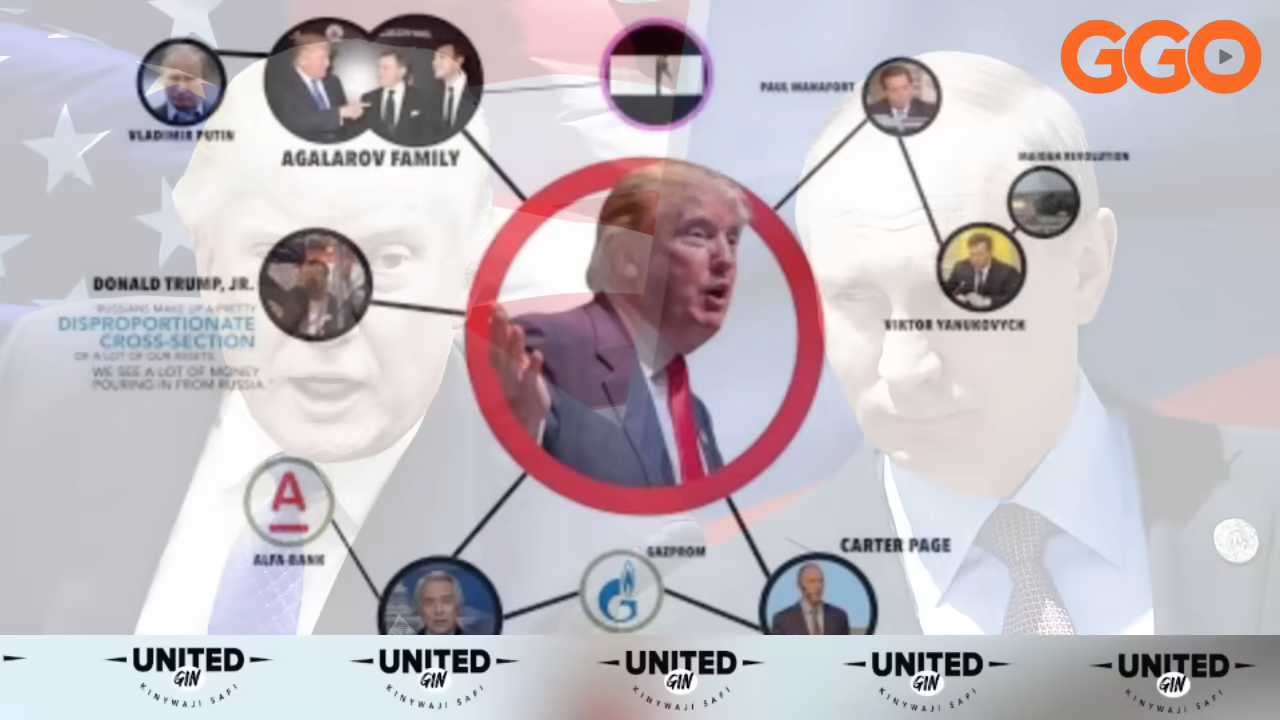 GGO
VLADIMIR PUTIN
AGALAROV FAMILY
PAUL MANAFORT
MAIDAN REVOLUTION
DONALD TRUMP, JR.
RUSSIANS MAKE UP A PRETTY
DISPROPORTIONATE
CROSS-SECTION
OF A LOT OF OUR ASSETS
WE SEE A LOT OF MONEY
POURING IN FROM RUSSIA."
VIKTOR YANUKOVYCH
A
ALFA-BANK
GAZPROM
CARTER PAGE
UNITED
GIN
KINYWAJI SAFI
UNITED
GIN
KINYWAJI SAFI
UNITED
GIN
KINYWAJI SAFI
UNITED
GIN
KINYWAJI SAFI
UNITED
GIN
KINYWAJI SAFI